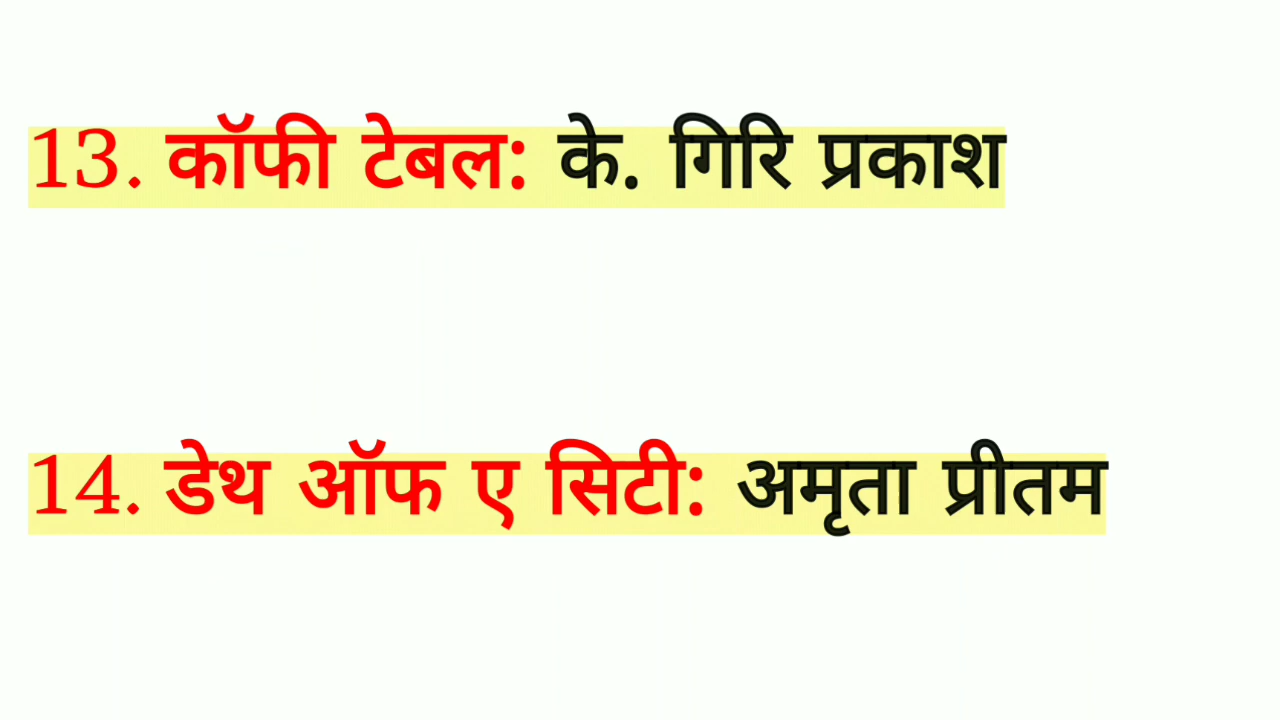 13. कॉफी टेबल: के. गिरि प्रकाश
14. डेथ ऑफ ए सिटी: अमृता प्रीतम